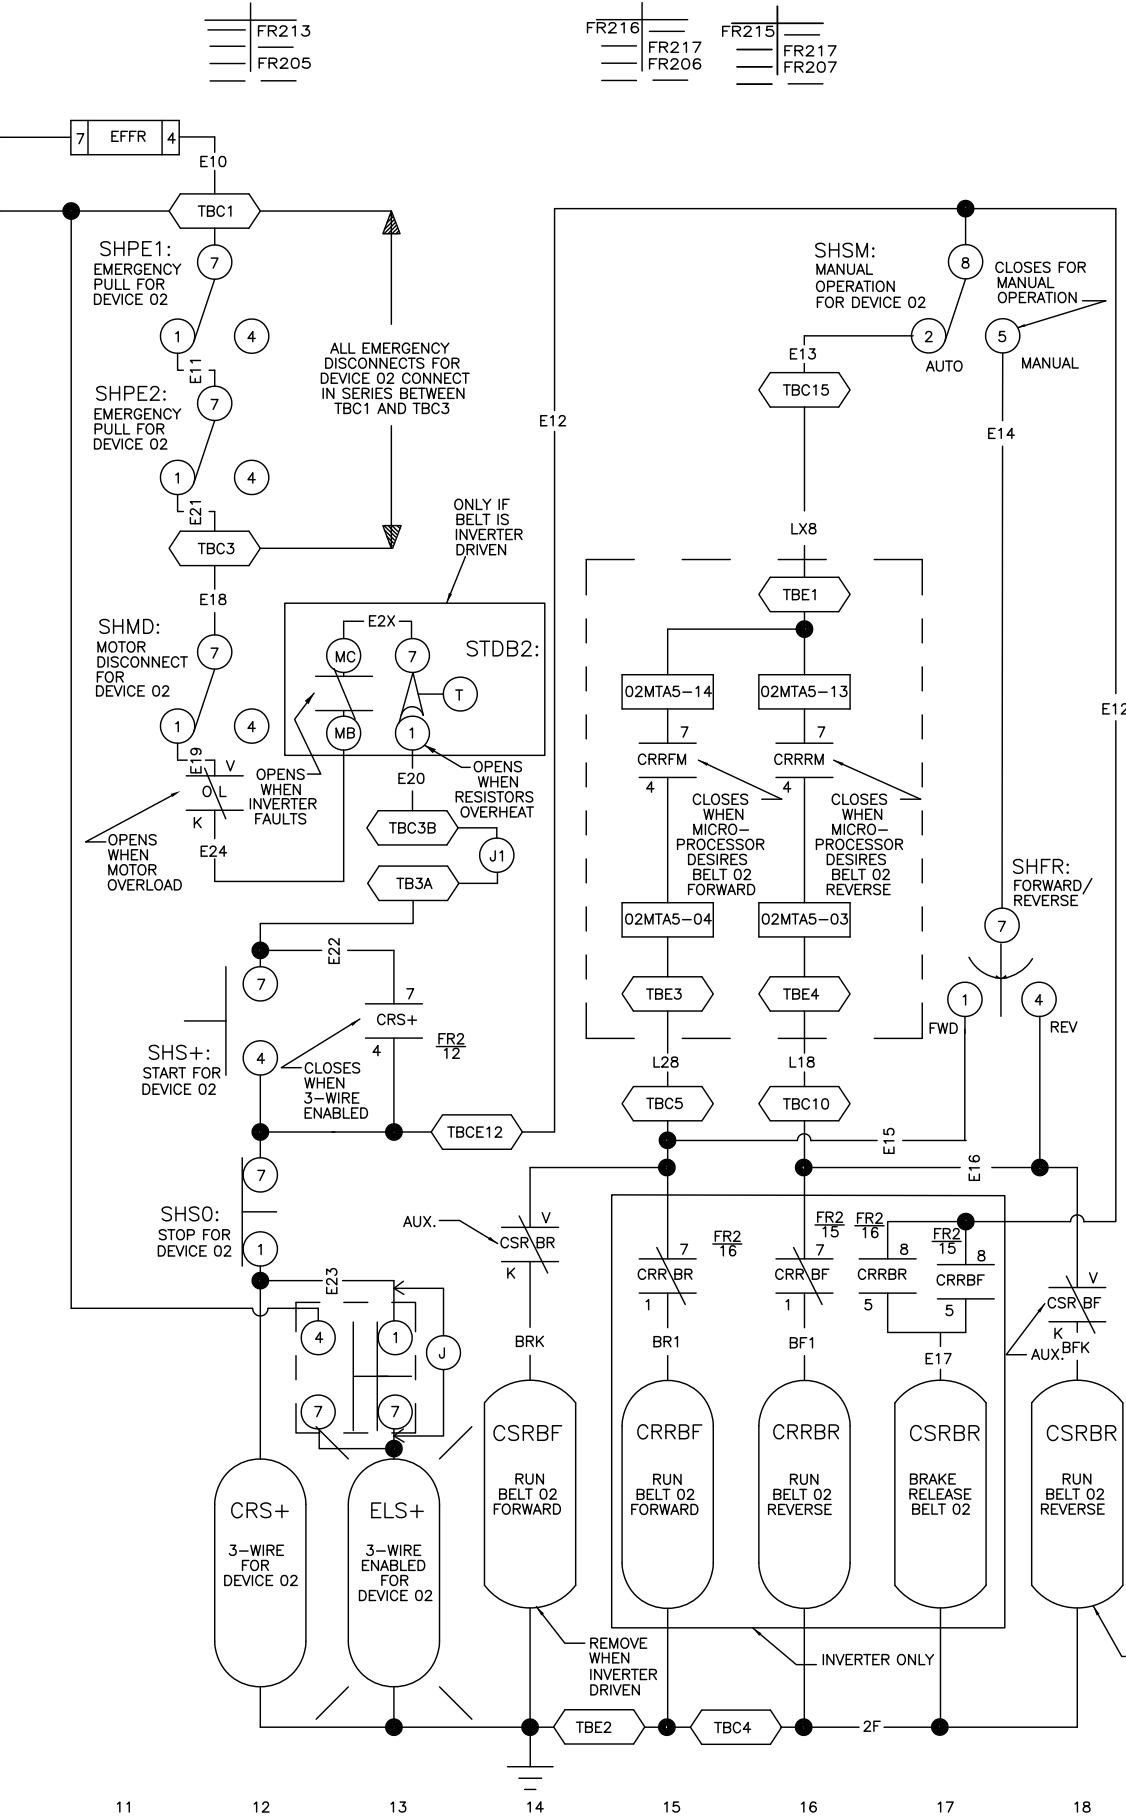 FR213
FR205
FR216
FR217
FR206
FR215
FR217
FR207
7
EFFR
4
E10
TBC1
SHPE1:
EMERGENCY
PULL FOR
DEVICE 02
7
1
4
E11
SHPE2:
EMERGENCY
PULL FOR
DEVICE 02
7
1
4
E21
TBC3
ALL EMERGENCY
DISCONNECTS FOR
DEVICE 02 CONNECT
IN SERIES BETWEEN
TBC1 AND TBC3
E18
SHMD:
MOTOR
DISCONNECT
FOR
DEVICE 02
7
1
4
E19
V
OL
K
E24
OPENS
WHEN
MOTOR
OVERLOAD
ONLY IF
BELT IS
INVERTER
DRIVEN
E2X
MC
7
STDB2:
T
MB
1
OPENS
WHEN
INVERTER
FAULTS
E20
OPENS
WHEN
RESISTORS
OVERHEAT
TBC3B
J1
TB3A
E22
7
7
CRS+
4
FR2
12
SHS+:
START FOR
DEVICE 02
4
CLOSES
WHEN
3-WIRE
ENABLED
TBCE12
7
SHS0:
STOP FOR
DEVICE 02
1
E23
4
1
J
7
7
CRS+
3-WIRE
FOR
DEVICE 02
ELS+
3-WIRE
ENABLED
FOR
DEVICE 02
E12
SHSM:
MANUAL
OPERATION
FOR DEVICE 02
8
CLOSES FOR
MANUAL
OPERATION
2
5
AUTO
MANUAL
E13
TBC15
E14
LX8
TBE1
02MTA5-14
02MTA5-13
7
CRRFM
4
7
CRRRM
4
CLOSES
WHEN
MICRO-
PROCESSOR
DESIRES
BELT 02
FORWARD
CLOSES
WHEN
MICRO-
PROCESSOR
DESIRES
BELT 02
REVERSE
E12
02MTA5-04
02MTA5-03
SHFR:
FORWARD/
REVERSE
7
TBE3
TBE4
1
4
FWD
REV
L28
L18
TBC5
TBC10
E15
E16
AUX.
V
CSRBR
K
BRK
FR2
16
7
CRRBR
1
BR1
FR2
15
7
CRRBF
1
BF1
FR2
16
8
CRRBR
5
FR2
15
8
CRRBF
5
E17
V
CSRBF
K
AUX.
BFK
CSRBF
RUN
BELT 02
FORWARD
CRRBF
RUN
BELT 02
FORWARD
CRRBR
RUN
BELT 02
REVERSE
CSRBR
BRAKE
RELEASE
BELT 02
CSRBR
RUN
BELT 02
REVERSE
REMOVE
WHEN
INVERTER
DRIVEN
INVERTER ONLY
TBE2
TBC4
2F
11
12
13
14
15
16
17
18